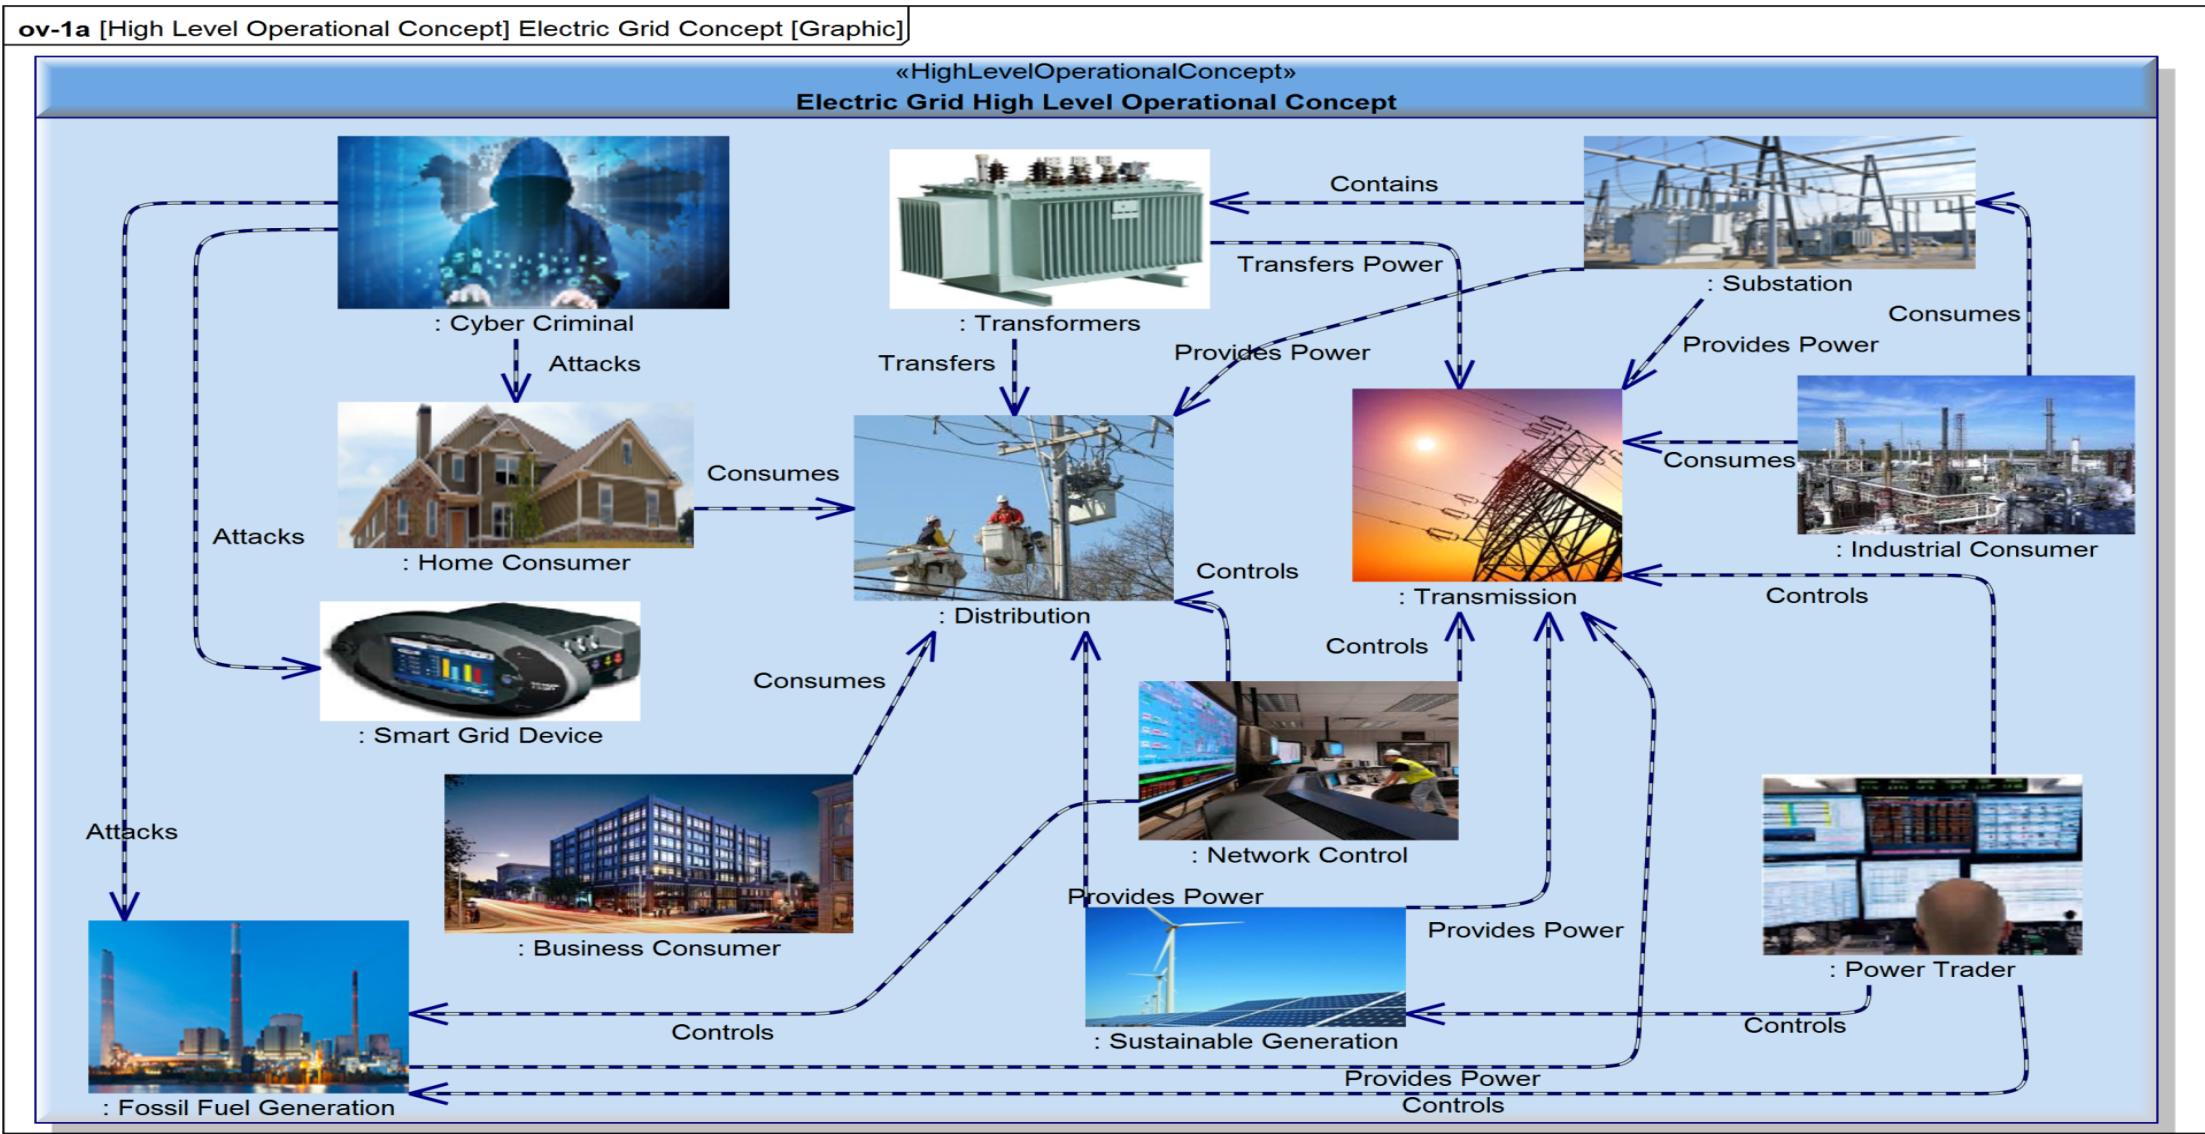 ov-1a [High Level Operational Concept] Electric Grid Concept [Graphic]
«HighLevelOperationalConcept»
Electric Grid High Level Operational Concept
Contains
Transfers Power
: Substation
Consumes
: Cyber Criminal
: Transformers
Attacks
Transfers
Provides Power
Provides Power
Consumes
Consumes
Attacks
: Home Consumer
Controls
: Industrial Consumer
: Distribution
: Transmission
Controls
Controls
Consumes
: Smart Grid Device
Attacks
: Network Control
Provides Power
Provides Power
: Business Consumer
: Power Trader
Controls
Controls
: Sustainable Generation
Provides Power
: Fossil Fuel Generation
Controls